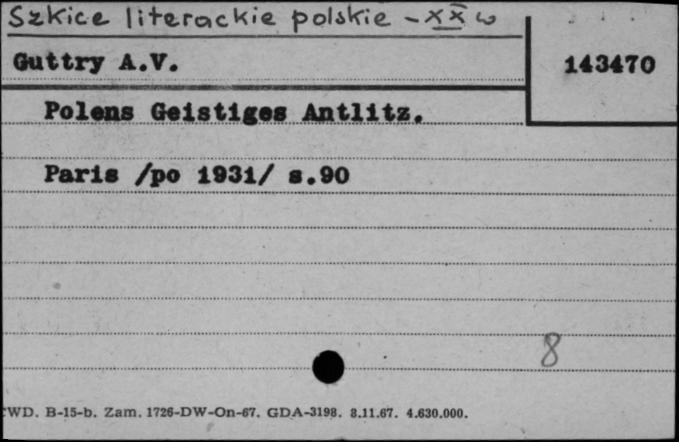 Szkice literackie polskie - XX w
Guttry A.V.
143470
Polens Geistiges Antlitz.
Paris /po 1931/ s.90
8
WD. B-15-b. Zam. 1726-DW-On-67. GDA-3198. 8.11.67. 4.630.000.